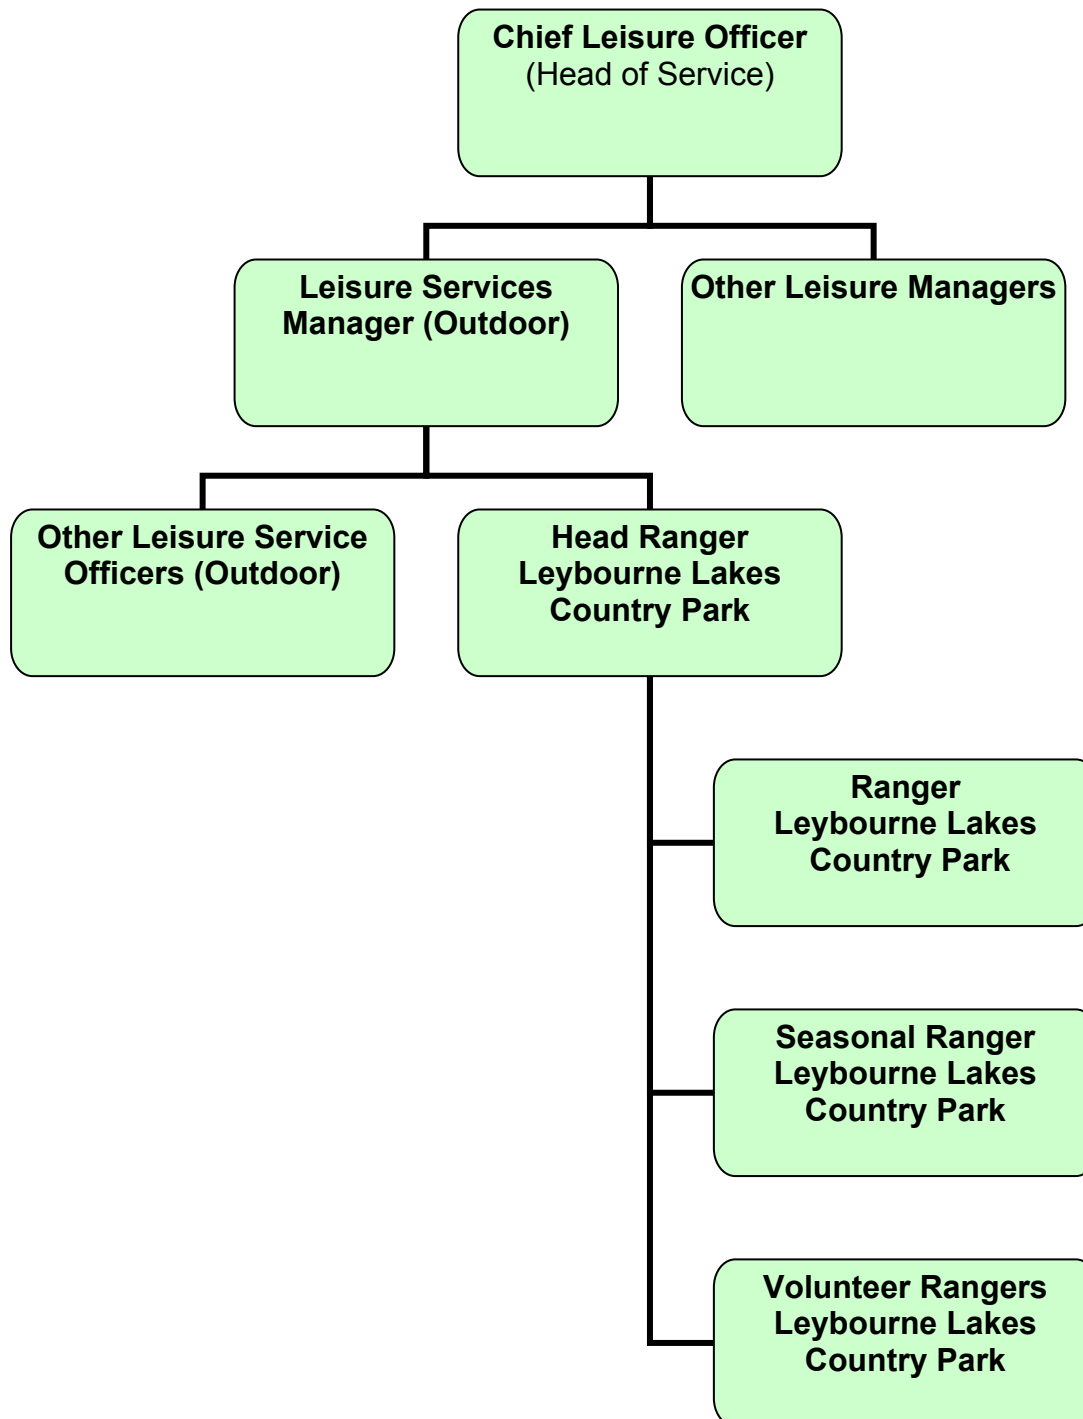 Chief Leisure Officer
(Head of Service)
Leisure Services
Manager (Outdoor)
Other Leisure Managers
Other Leisure Service
Officers (Outdoor)
Head Ranger
Leybourne Lakes
Country Park
Ranger
Leybourne Lakes
Country Park
Seasonal Ranger
Leybourne Lakes
Country Park
Volunteer Rangers
Leybourne Lakes
Country Park